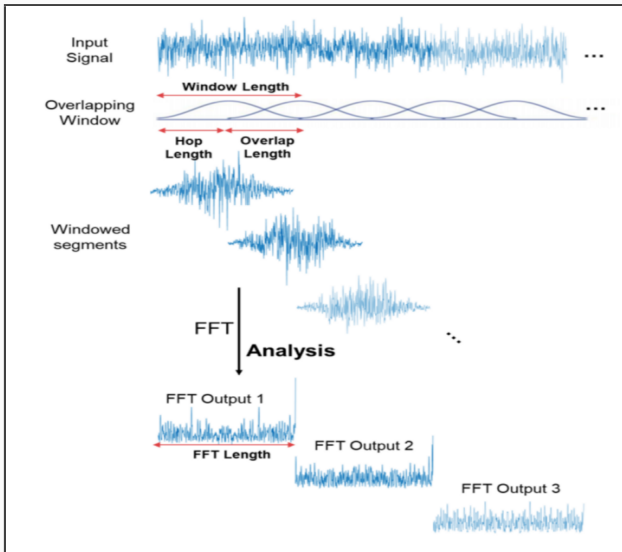 Input
Signal
...
Window Length
Overlapping
Window
...
Hop
Length
Overlap
Length
Windowed
segments
FFT
Analysis
FFT Output 1
FFT Length
FFT Output 2
FFT Output 3